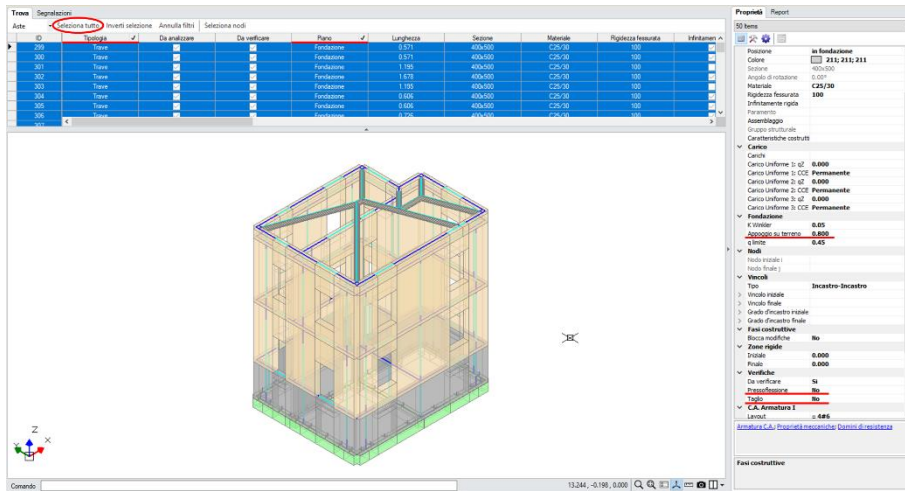 Trova Segnalazioni
Aste Seleziona tutto Inverti selezione Annulla filtri Seleziona nodi
ID Tipologia Da analizzare Da verificare Piano Lunghezza Sezione Materiale Rigidezza fessurata Infinitamen
299 Trave Fondazione 0.571 400x500 C25/30 100
300 Trave Fondazione 0.571 400x500 C25/30 100
301 Trave Fondazione 1.195 400x500 C25/30 100
302 Trave Fondazione 1.670 400x500 C25/30 100
303 Trave Fondazione 1.195 400x500 C25/30 100
304 Trave Fondazione 0.606 400x500 C25/30 100
305 Trave Fondazione 0.606 400x500 C25/30 100
306 Trave Fondazione 0.726 400x500 C25/30 100
Z
X
Comando
13.244, -0.198, 0.000
Proprietà Report
50 Items
Posizione in fondazione
Colore 211; 211; 211
Sezione 400x500
Angolo di rotazione 0.00°
Materiale C25/30
Rigidezza fessurata 100
Infinitamente rigida
Paramento
Assemblaggio
Gruppo strutturale
Caratteristiche costrutti
Carico
Carichi
Carico Uniforme 1: qZ 0.000
Carico Uniforme 1: CCE Permanente
Carico Uniforme 2: qZ 0.000
Carico Uniforme 2: CCE Permanente
Carico Uniforme 3: qZ 0.000
Carico Uniforme 3: CCE Permanente
Fondazione
K Winkler 0.05
Appoggio su terreno 0.800
q limite 0.45
Nodi
Nodo iniziale i
Nodo finale j
Vincoli
Tipo Incastro-Incastro
Vincolo iniziale
Vincolo finale
Grado d'incastro iniziale
Grado d'incastro finale
Fasi costruttive
Blocca modifiche No
Zone rigide
Iniziale 0.000
Finale 0.000
Verifiche
Da verificare Si
Pressoflessione No
Taglio No
C.A. Armatura I
Layout = 4#6
Armatura C.A.; Proprietà meccaniche; Domini di resistenza
Fasi costruttive